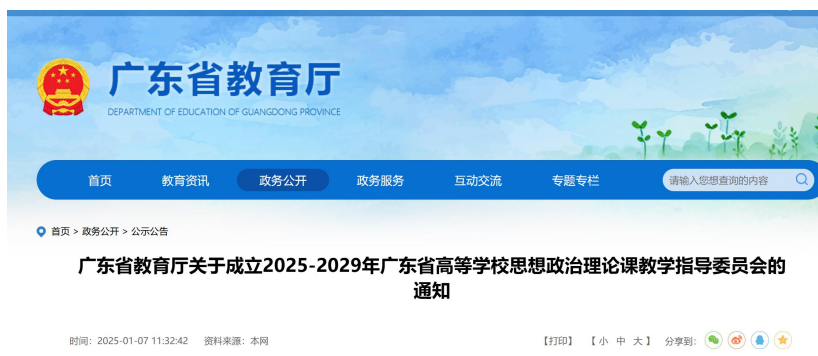 广东省教育厅
DEPARTMENT OF EDUCATION OF GUANGDONG PROVINCE
首页 教育资讯 政务公开 政务服务 互动交流 专题专栏 请输入您想查询的内容
首页 > 政务公开 > 公示公告
广东省教育厅关于成立2025-2029年广东省高等学校思想政治理论课教学指导委员会的
通知
时间：2025-01-07 11:32:42 资料来源：本网 【打印】 【 小 中 大 】 分享到：